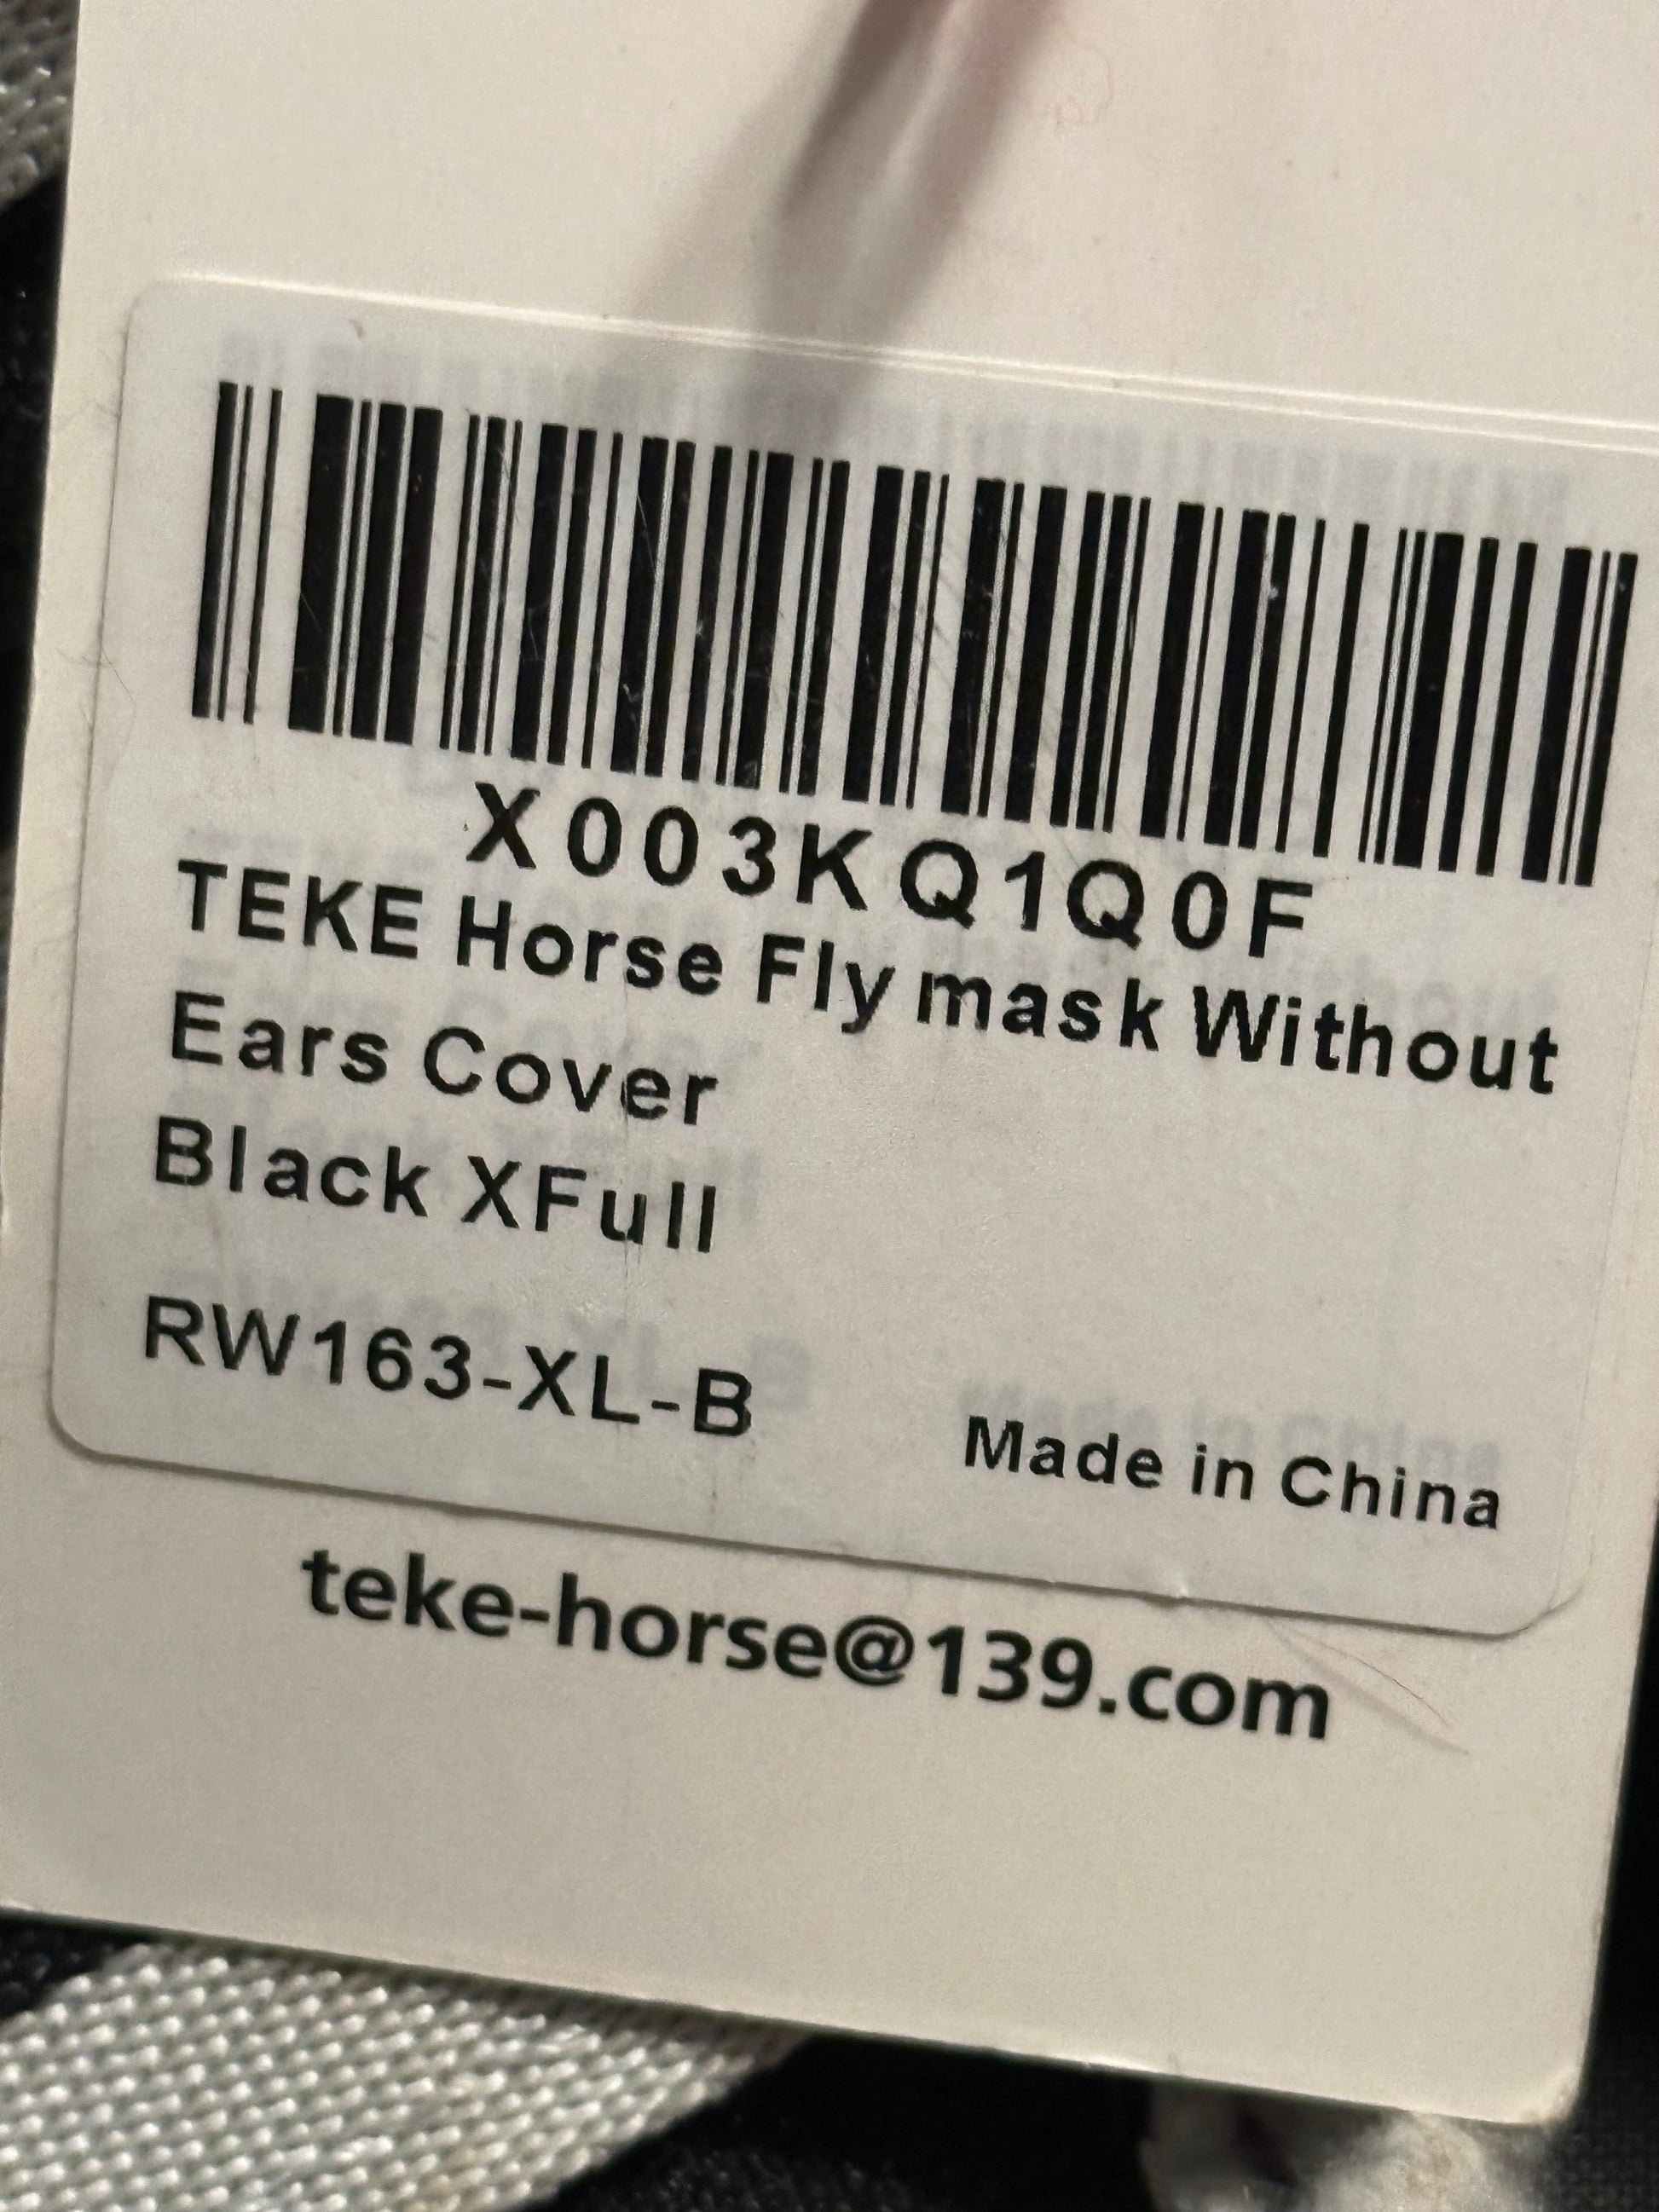 X003KQ1Q0F
TEKE Horse Fly mask Without
Ears Cover
Black XFull
RW163-XL-B
Made in China
teke-horse@139.com